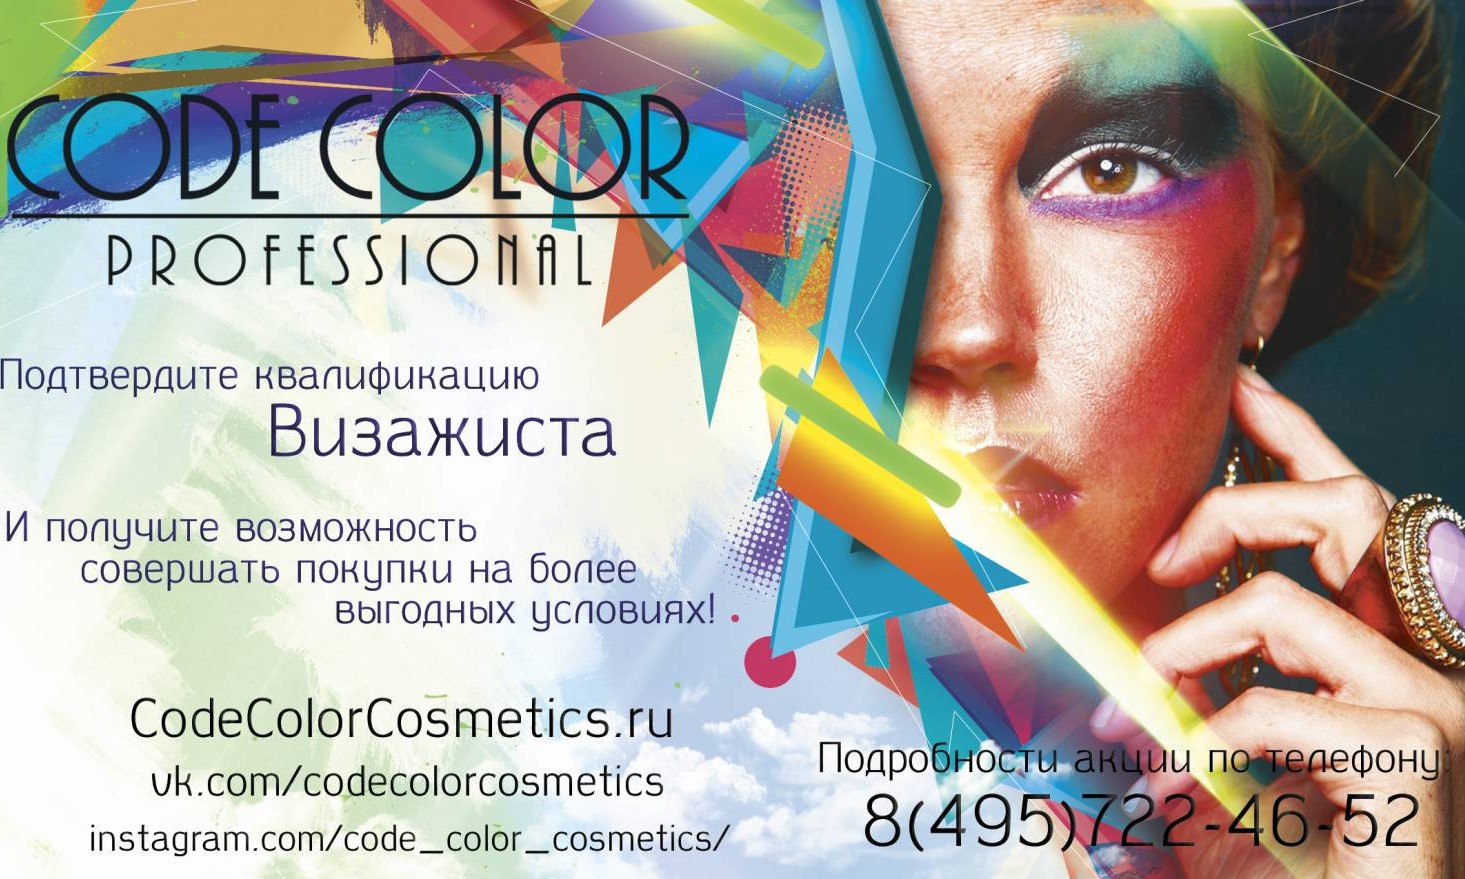 CODE COLOR
PROFESSIONAL
Подтвердите квалификацию
Визажиста
И получите возможность
совершать покупки на более
выгодных условиях!
CodeColorCosmetics.ru
vk.com/codecolorcosmetics
instagram.com/code_color_cosmetics/
Подробности акции по телефону:
8(495)722-46-52